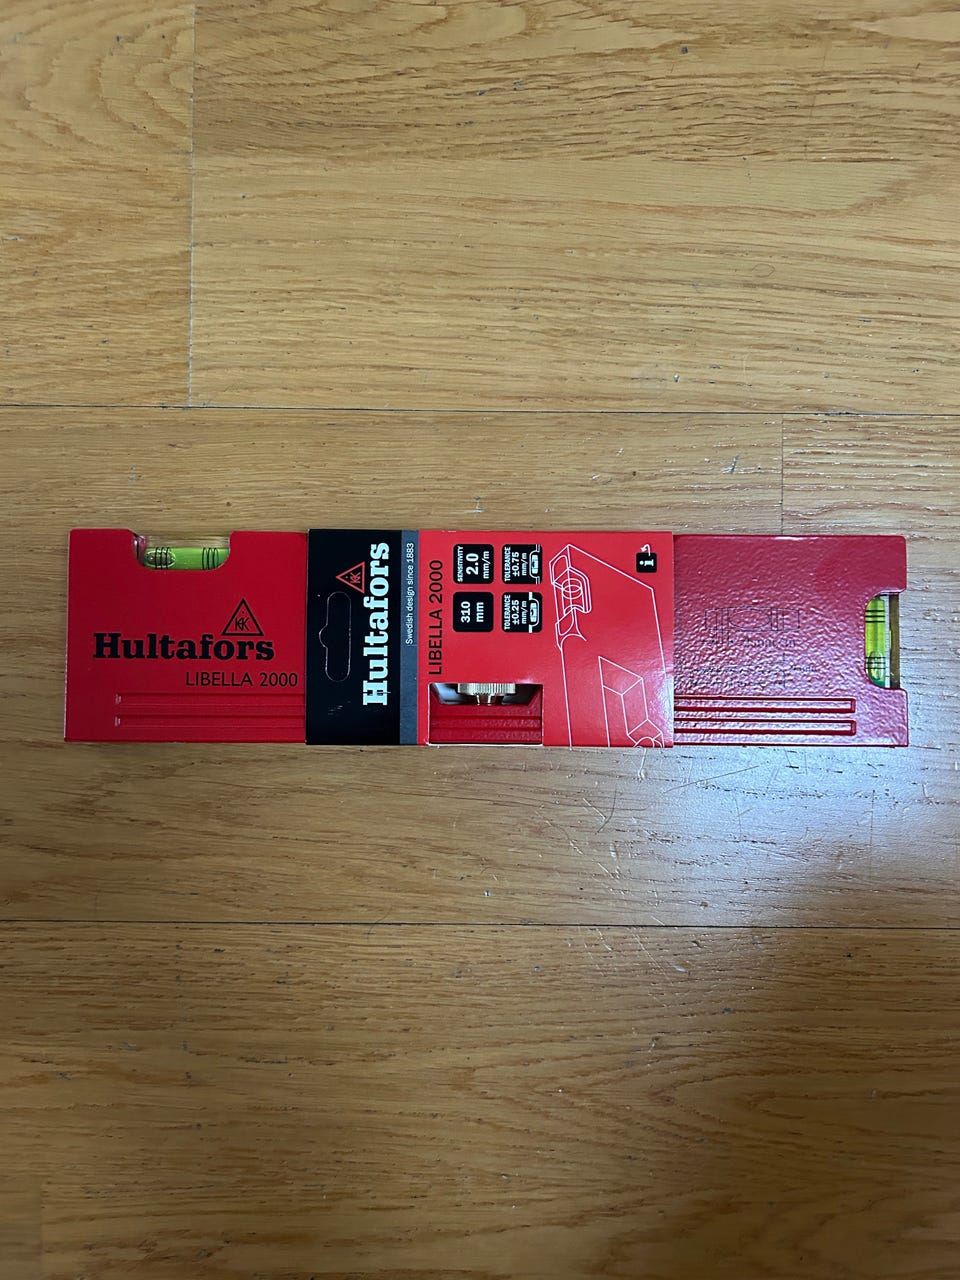 Hultafors
LIBELLA 2000
Hultafors
Swedish design since 1883
LIBELLA 2000
SENSITIVITY
2.0
mm/m
TOLERANCE
±0.75
mm/m
310
mm
TOLERANCE
±0.25
mm/m
i